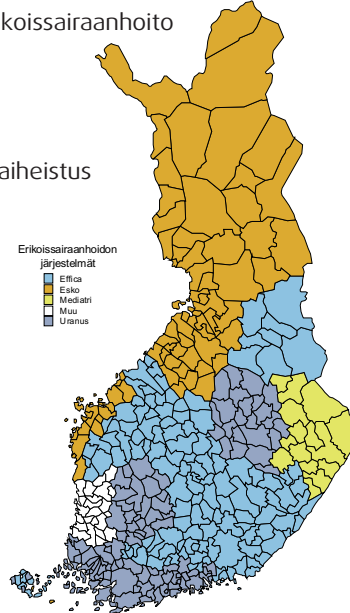 koissairaanhoito
aiheistus
Erikoissairaanhoidon
järjestelmät
Effica
Esko
Mediatri
Muu
Uranus